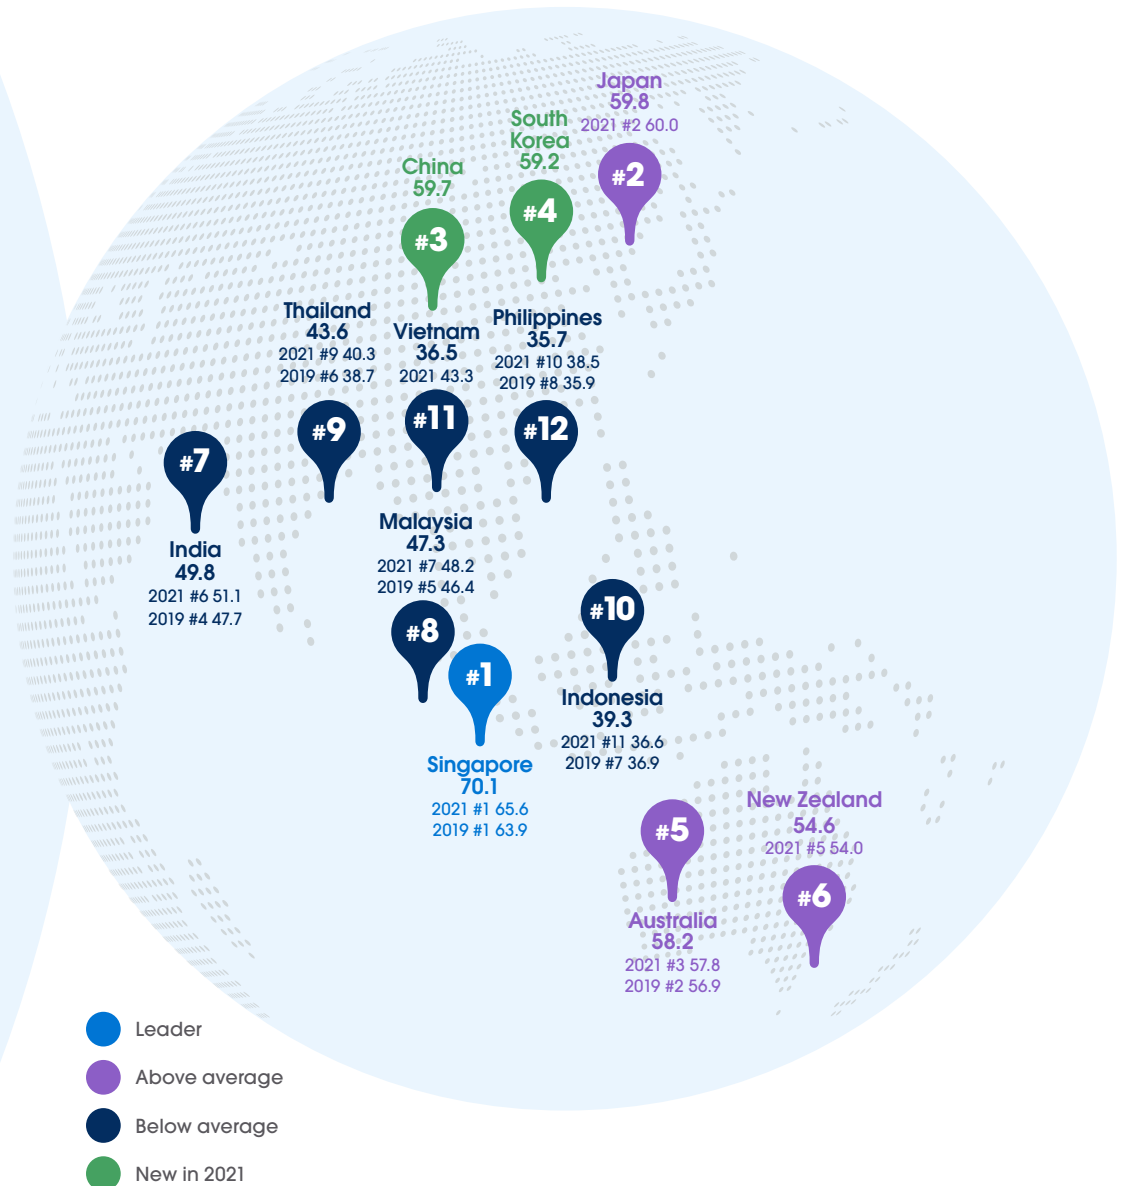 Japan
59.8
2021 #2 60.0
#2
South
Korea
59.2
#4
China
59.7
#3
Thailand
43.6
2021 #9 40.3
2019 #6 38.7
#9
Vietnam
36.5
2021 43.3
#11
Philippines
35.7
2021 #10 38.5
2019 #8 35.9
#12
#7
India
49.8
2021 #6 51.1
2019 #4 47.7
Malaysia
47.3
2021 #7 48.2
2019 #5 46.4
#8
#1
Singapore
70.1
2021 #1 65.6
2019 #1 63.9
#10
Indonesia
39.3
2021 #11 36.6
2019 #7 36.9
#5
Australia
58.2
2021 #3 57.8
2019 #2 56.9
New Zealand
54.6
2021 #5 54.0
#6
Leader
Above average
Below average
New in 2021